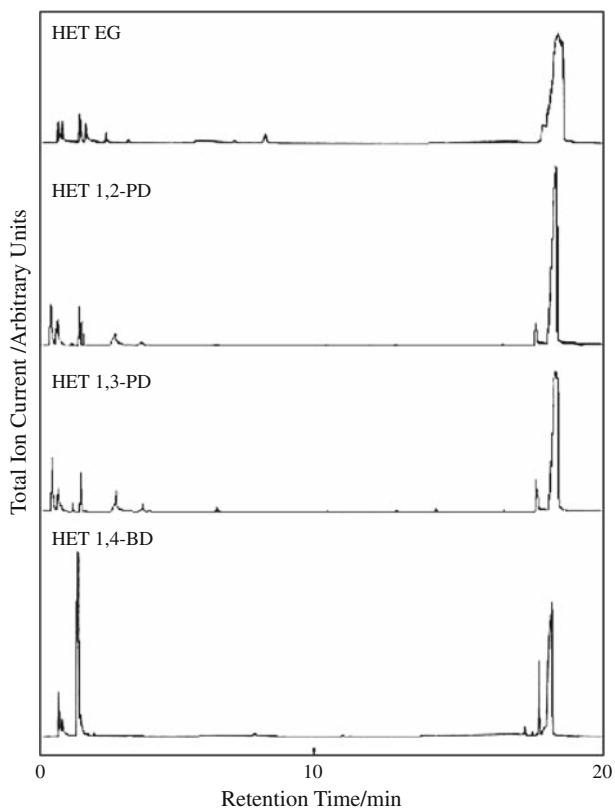 HET EG
HET 1,2-PD
HET 1,3-PD
HET 1,4-BD
Total Ion Current /Arbitrary Units
0 10 20
Retention Time/min